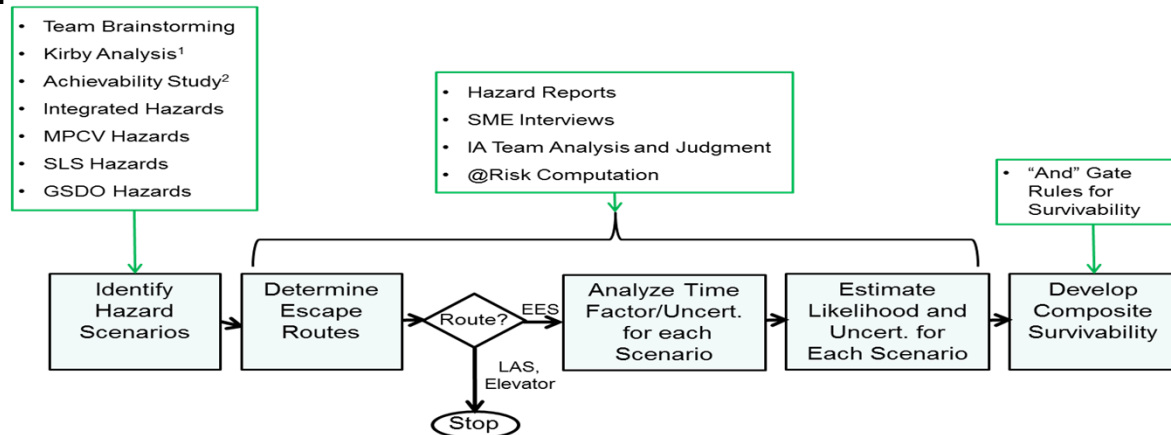 • Team Brainstorming
• Kirby Analysis¹
• Achievability Study²
• Integrated Hazards
• MPCV Hazards
• SLS Hazards
• GSDO Hazards
• Hazard Reports
• SME Interviews
• IA Team Analysis and Judgment
• @Risk Computation
• “And” Gate
Rules for
Survivability
Identify
Hazard
Scenarios
Determine
Escape
Routes
Route?
EES
LAS,
Elevator
Stop
Analyze Time
Factor/Uncert.
for each
Scenario
Estimate
Likelihood and
Uncert. for
Each Scenario
Develop
Composite
Survivability